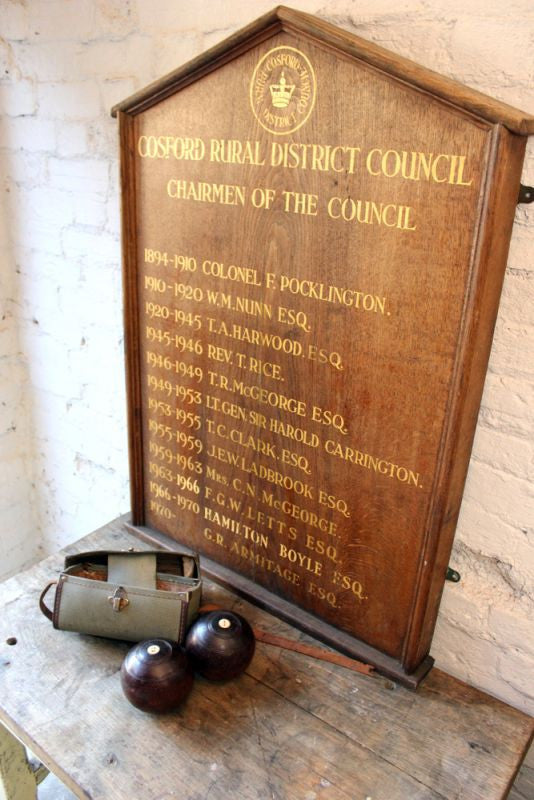 COSFORD
DISTRICT
COSFORD RURAL DISTRICT COUNCIL
CHAIRMEN OF THE COUNCIL
1894-1910 COLONEL F. POCKLINGTON.
1910-1920 W.M.NUNN ESQ.
1920-1945 T.A.HARWOOD. ESQ.
1945-1946 REV. T. RICE.
1946-1949 T.R.McGEORGE ESQ.
1949-1953 LT.GEN. SIR HAROLD CARRINGTON.
1953-1955 T.C.CLARK. ESQ.
1955-1959 J.E.W.LADBROOK ESQ.
1959-1963 MRS. C.N. McGEORGE.
1963-1966 F.G.W. LETTS ESQ.
1966-1970 HAMILTON BOYLE ESQ.
1970- G.R. ARMITAGE ESQ.